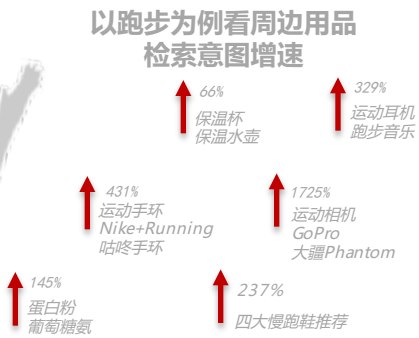 以跑步为例看周边用品
检索意图增速
66%
保温杯
保温水壶
329%
运动耳机
跑步音乐
431%
运动手环
Nike+Running
咕咚手环
1725%
运动相机
GoPro
大疆Phantom
145%
蛋白粉
葡萄糖氨
237%
四大慢跑鞋推荐